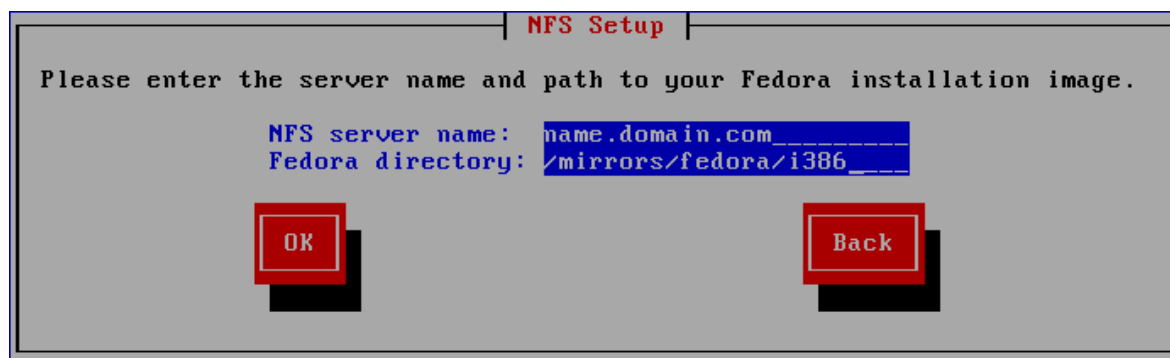 NFS Setup
Please enter the server name and path to your Fedora installation image.
NFS server name: name.domain.com_________
Fedora directory: /mirrors/fedora/i386____
OK Back